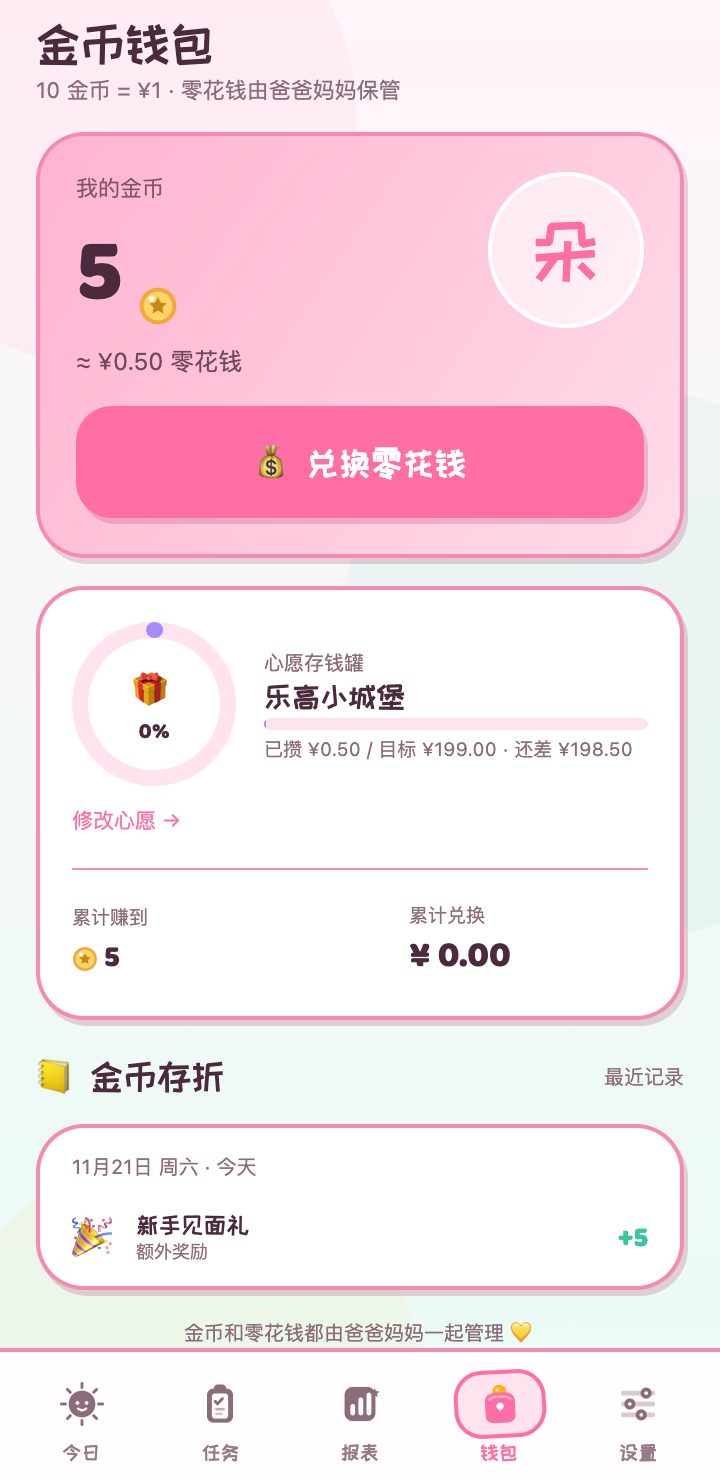 金币钱包
10 金币 = ¥1 · 零花钱由爸爸妈妈保管
我的金币
5
朵
≈ ¥0.50 零花钱
兑换零花钱
0%
心愿存钱罐
乐高小城堡
已攒 ¥0.50 / 目标 ¥199.00 · 还差 ¥198.50
修改心愿 →
累计赚到
5
累计兑换
¥ 0.00
金币存折
最近记录
11月21日 周六 · 今天
新手见面礼
额外奖励
+5
金币和零花钱都由爸爸妈妈一起管理 💛
今日
任务
报表
钱包
设置